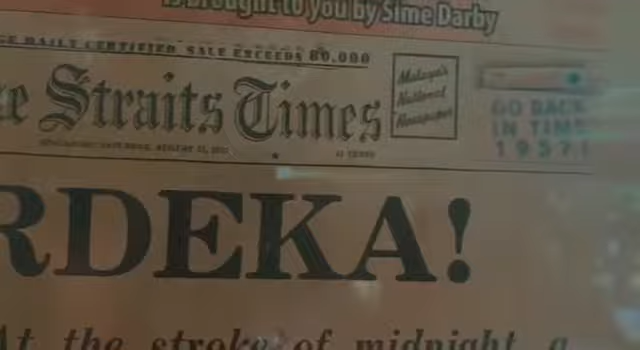 is brought to you by Sime Darby
DAILY CERTIFIED SALE EXCEEDS 80,000
Straits Times
Malaya's
National
Newspaper
GO BACK
IN TIME
1957!
RDEKA!
At the stroke of midnight a